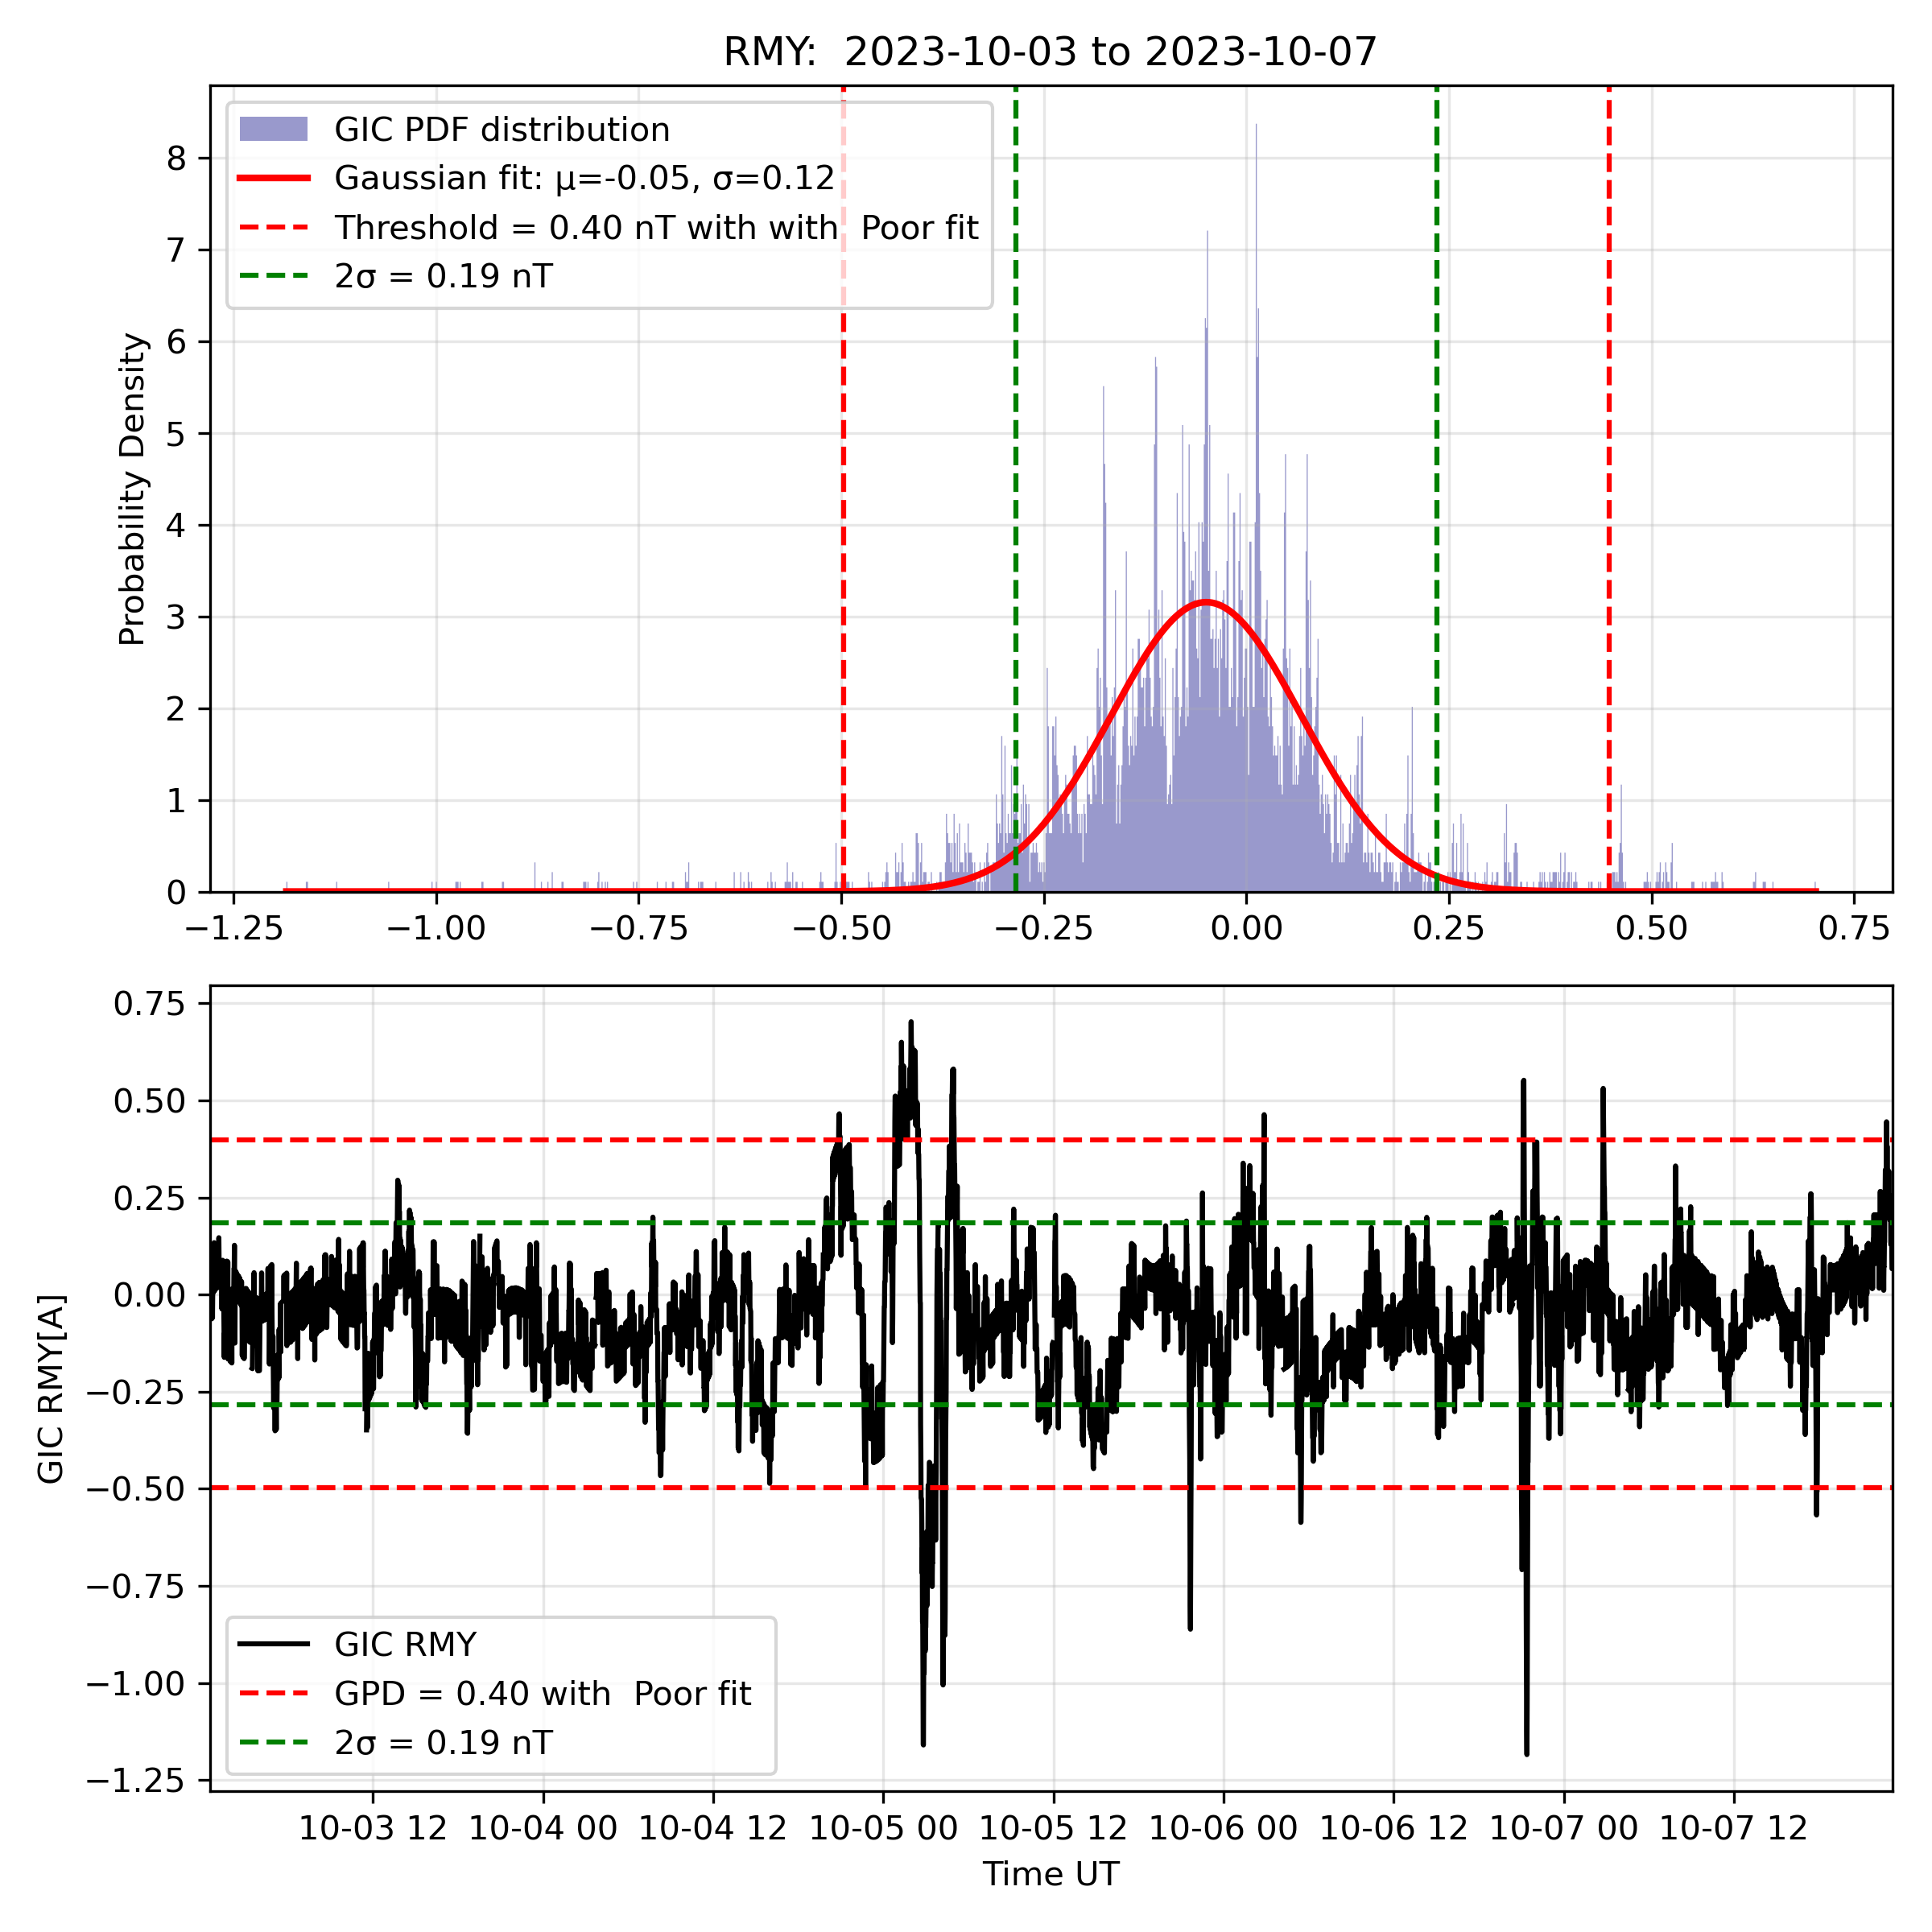 RMY:  2023-10-03 to 2023-10-07
GIC PDF distribution
Gaussian fit: μ=-0.05, σ=0.12
Threshold = 0.40 nT with with  Poor fit
2σ = 0.19 nT
Probability Density
8
7
6
5
4
3
2
1
0
−1.25 −1.00 −0.75 −0.50 −0.25 0.00 0.25 0.50 0.75
GIC RMY[A]
0.75
0.50
0.25
0.00
−0.25
−0.50
−0.75
−1.00
−1.25
GIC RMY
GPD = 0.40 with  Poor fit
2σ = 0.19 nT
10-03 12 10-04 00 10-04 12 10-05 00 10-05 12 10-06 00 10-06 12 10-07 00 10-07 12
Time UT